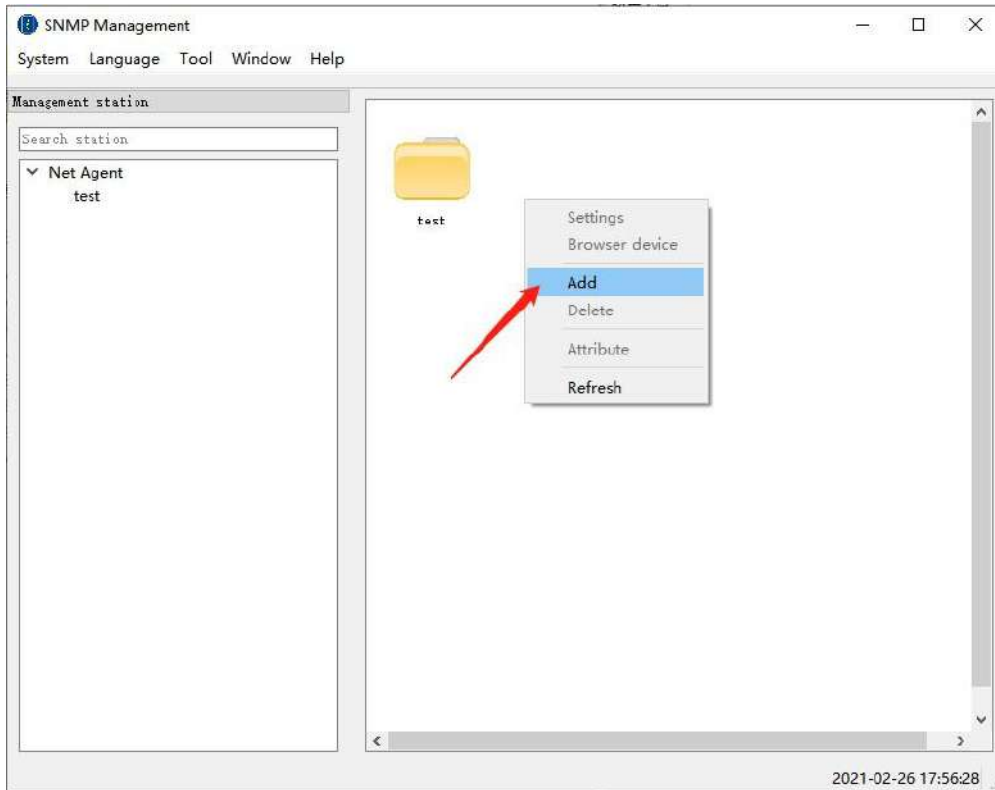 SNMP Management
System Language Tool Window Help
Management station
Search station
Net Agent
test
test
Settings
Browser device
Add
Delete
Attribute
Refresh
2021-02-26 17:56:28